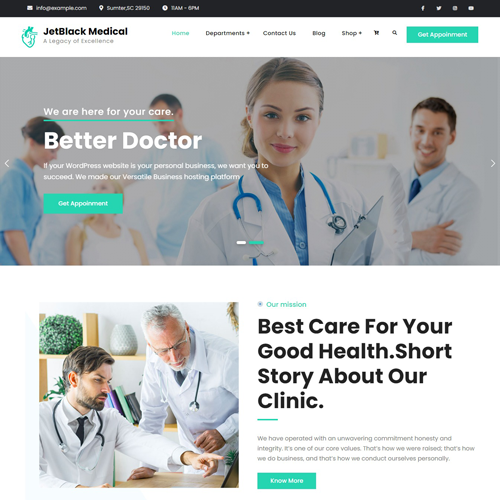 info@example.com Sumter, SC 29150 11AM - 6PM
JetBlack Medical
A Legacy of Excellence
Home Departments + Contact Us Blog Shop + Get Appoinment
We are here for your care.
Better Doctor
If your WordPress website is your personal business, we want you to
succeed. We made our Versatile Business hosting platform
Get Appoinment
Our mission
Best Care For Your
Good Health.Short
Story About Our
Clinic.
We have operated with an unwavering commitment honesty and
integrity. It's one of our core values. That's how we were raised; that's how
we do business, and that's how we conduct ourselves personally.
Know More